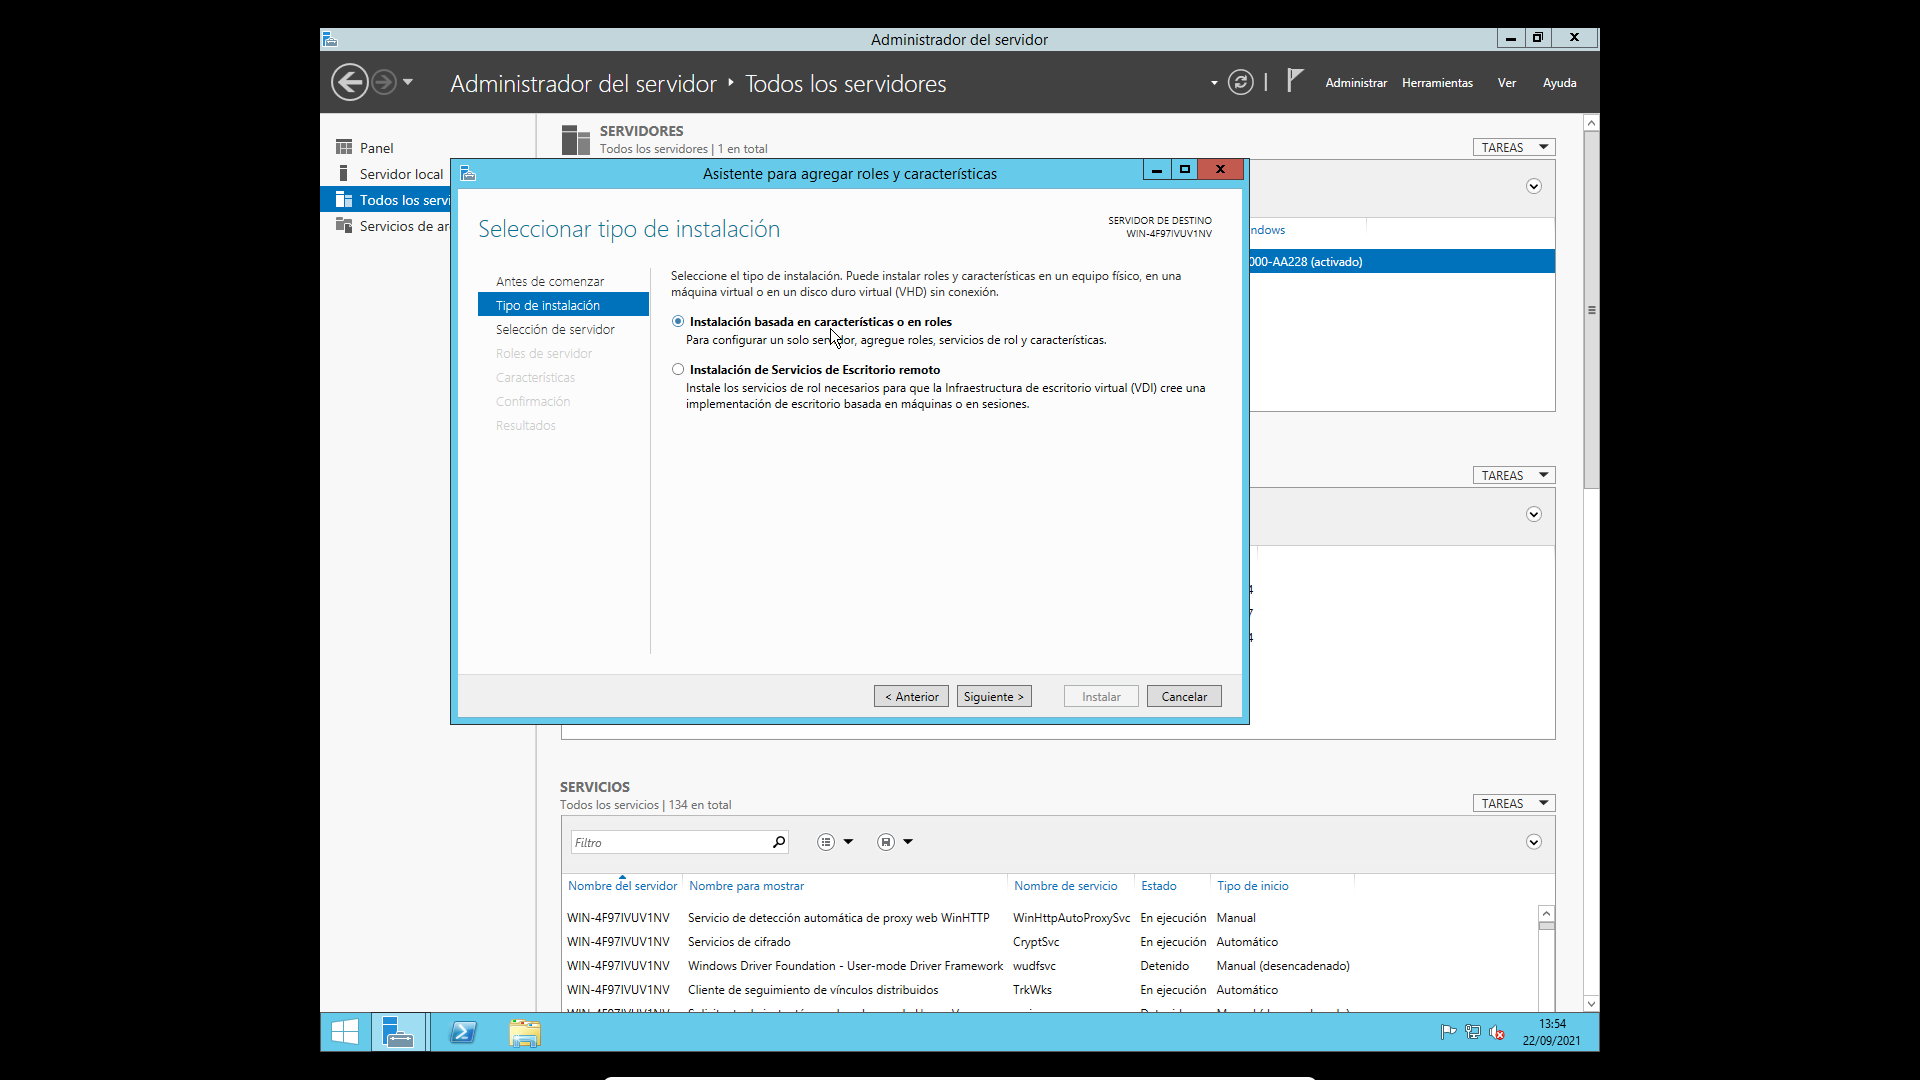 Administrador del servidor
Administrador del servidor ‣ Todos los servidores
Administrar Herramientas Ver Ayuda
Panel
Servidor local
Todos los servi
Servicios de ar
SERVIDORES
Todos los servidores | 1 en total
TAREAS
ndows
000-AA228 (activado)
Asistente para agregar roles y características
Seleccionar tipo de instalación
SERVIDOR DE DESTINO
WIN-4F97IVUV1NV
Antes de comenzar
Tipo de instalación
Selección de servidor
Roles de servidor
Características
Confirmación
Resultados
Seleccione el tipo de instalación. Puede instalar roles y características en un equipo físico, en una
máquina virtual o en un disco duro virtual (VHD) sin conexión.
Instalación basada en características o en roles
Para configurar un solo servidor, agregue roles, servicios de rol y características.
Instalación de Servicios de Escritorio remoto
Instale los servicios de rol necesarios para que la Infraestructura de escritorio virtual (VDI) cree una
implementación de escritorio basada en máquinas o en sesiones.
< Anterior Siguiente > Instalar Cancelar
TAREAS
4
7
4
SERVICIOS
Todos los servicios | 134 en total
TAREAS
Filtro
Nombre del servidor Nombre para mostrar Nombre de servicio Estado Tipo de inicio
WIN-4F97IVUV1NV Servicio de detección automática de proxy web WinHTTP WinHttpAutoProxySvc En ejecución Manual
WIN-4F97IVUV1NV Servicios de cifrado CryptSvc En ejecución Automático
WIN-4F97IVUV1NV Windows Driver Foundation - User-mode Driver Framework wudfsvc Detenido Manual (desencadenado)
WIN-4F97IVUV1NV Cliente de seguimiento de vínculos distribuidos TrkWks En ejecución Automático
13:54
22/09/2021